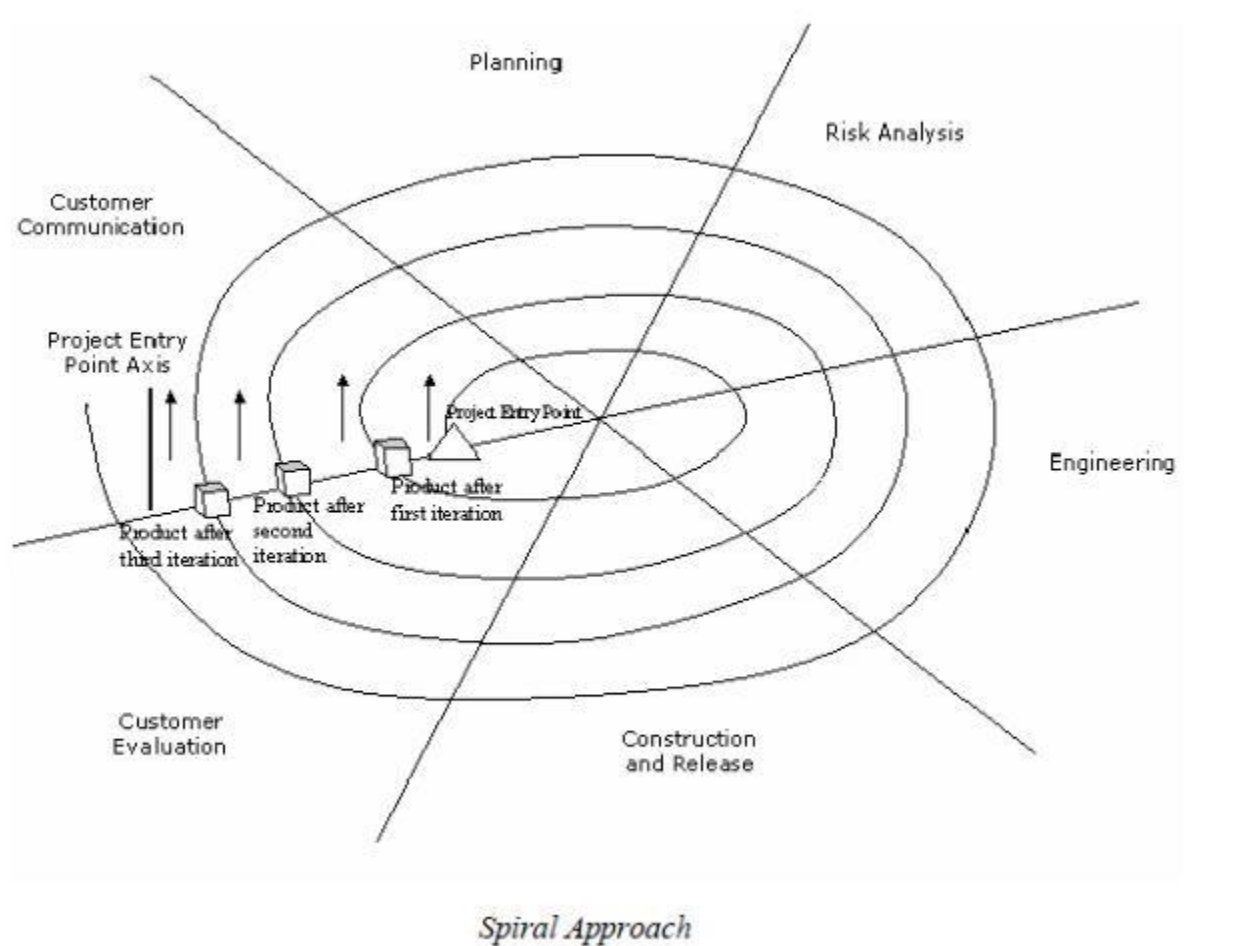 Planning
Risk Analysis
Customer
Communication
Project Entry
Point Axis
Project Entry Point
Engineering
Product after
first iteration
Product after
second
iteration
Product after
third iteration
Customer
Evaluation
Construction
and Release
Spiral Approach